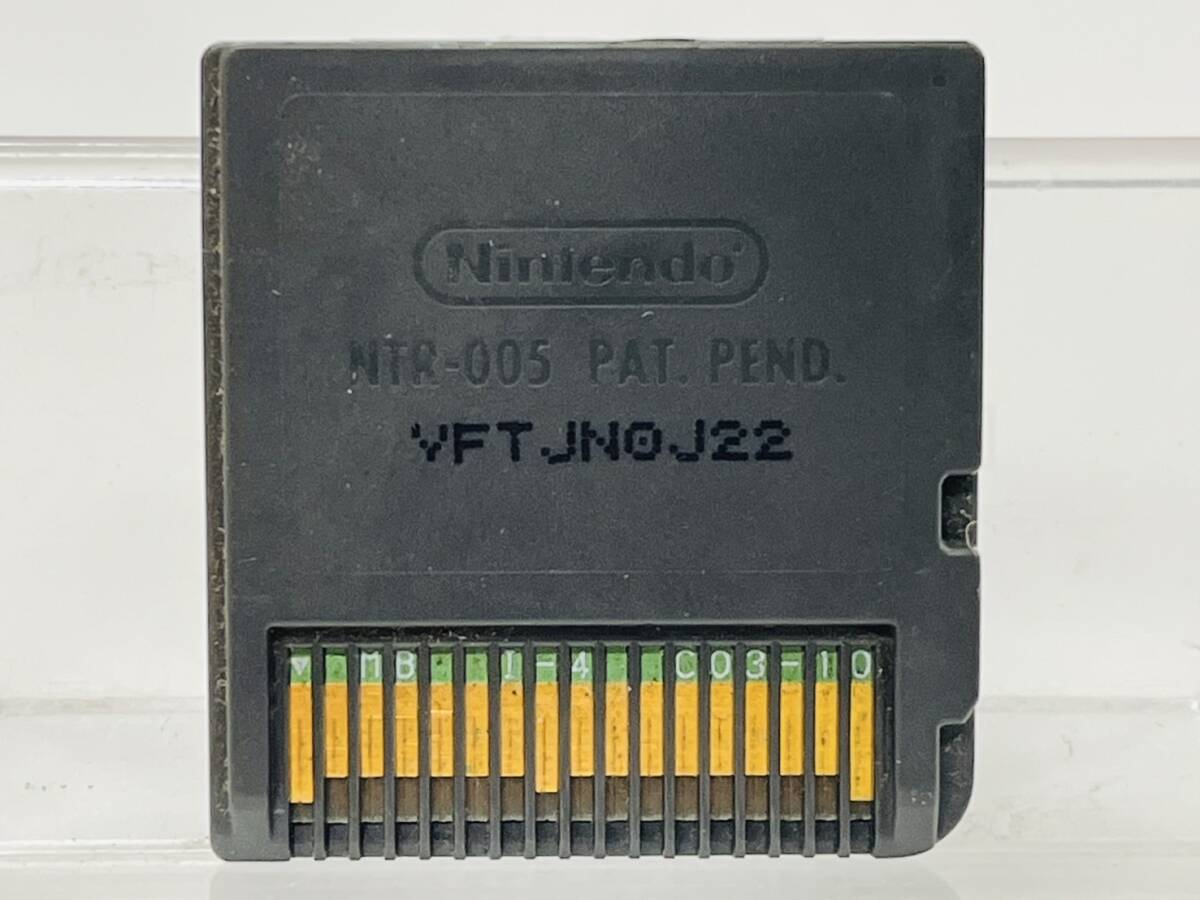 Nintendo
NTR-005 PAT. PEND.
VFTJN0J22
▼ MB I-4 C03-10